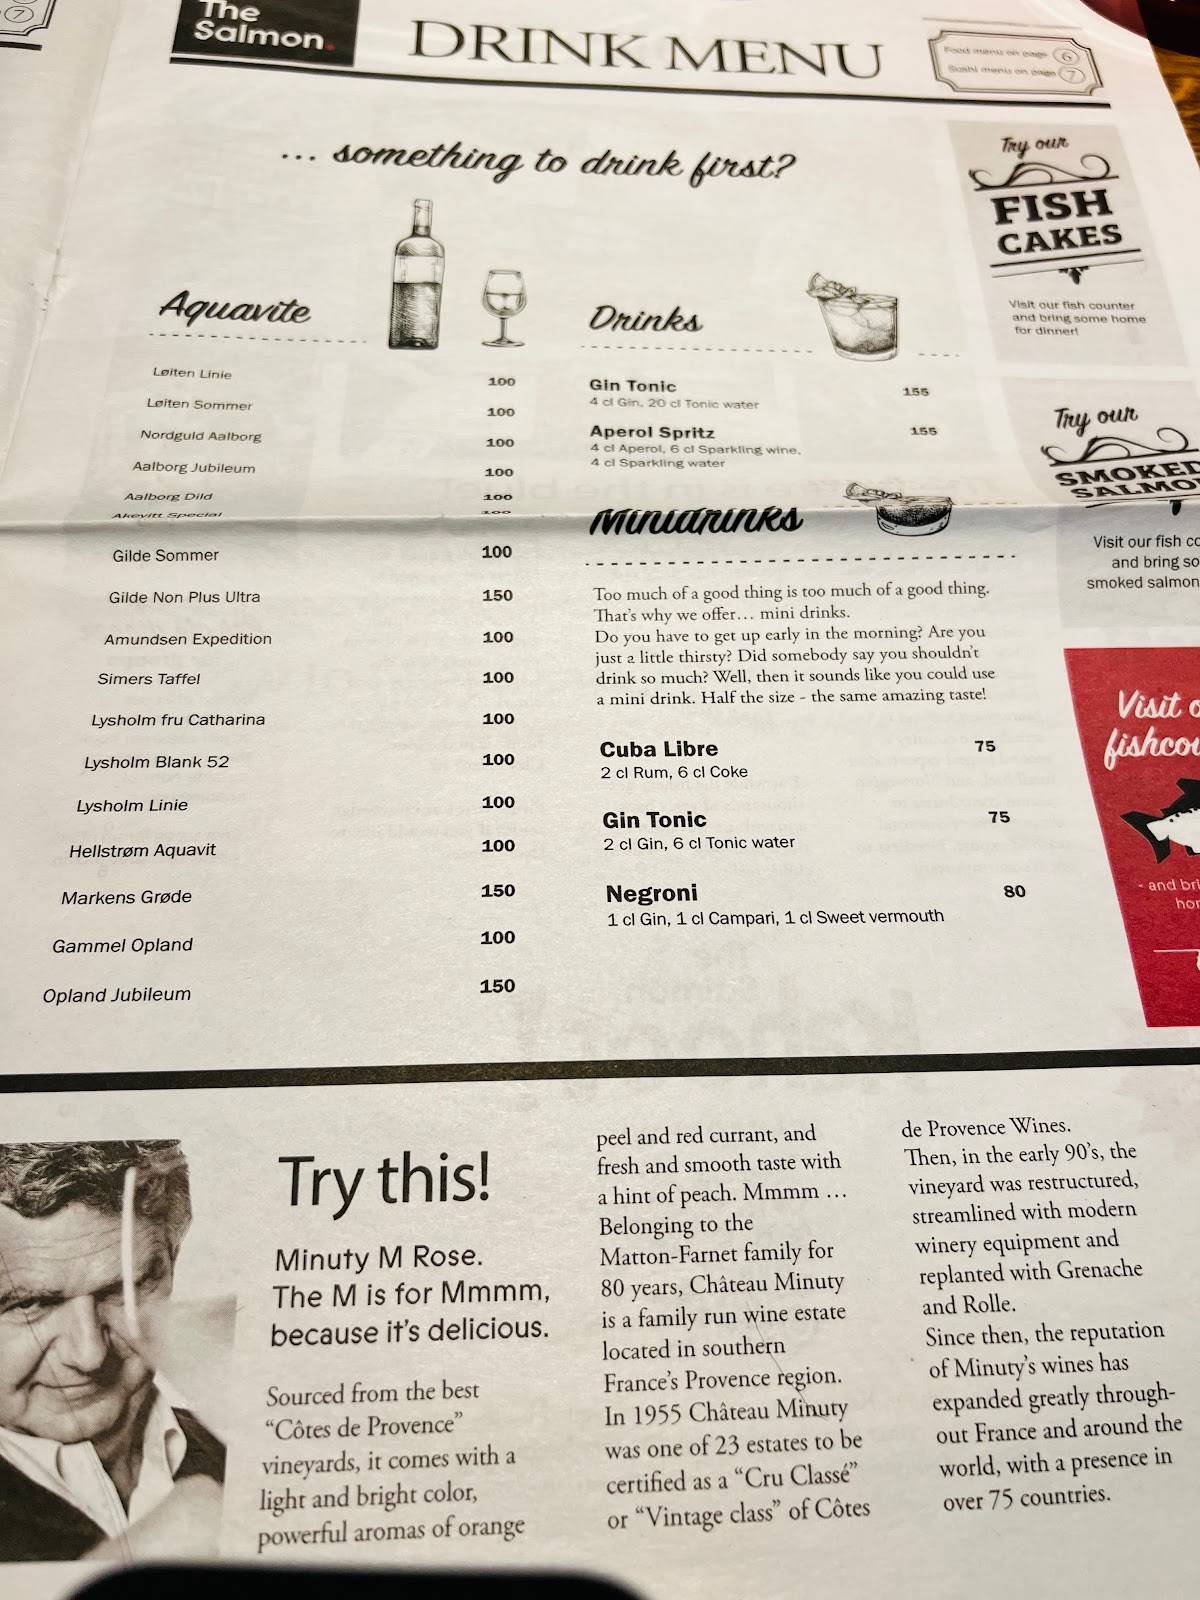 The
Salmon.
DRINK MENU
Food menu on page 6
Sushi menu on page 7
7
... something to drink first?
Aquavite
Løiten Linie 100
Løiten Sommer 100
Nordguld Aalborg 100
Aalborg Jubileum 100
Aalborg Dild 100
Akevitt Special 100
Gilde Sommer 100
Gilde Non Plus Ultra 150
Amundsen Expedition 100
Simers Taffel 100
Lysholm fru Catharina 100
Lysholm Blank 52 100
Lysholm Linie 100
Hellstrøm Aquavit 100
Markens Grøde 150
Gammel Opland 100
Opland Jubileum 150
Drinks
Gin Tonic 155
4 cl Gin, 20 cl Tonic water
Aperol Spritz 155
4 cl Aperol, 6 cl Sparkling wine,
4 cl Sparkling water
Minidrinks
Too much of a good thing is too much of a good thing.
That's why we offer... mini drinks.
Do you have to get up early in the morning? Are you
just a little thirsty? Did somebody say you shouldn't
drink so much? Well, then it sounds like you could use
a mini drink. Half the size - the same amazing taste!
Cuba Libre 75
2 cl Rum, 6 cl Coke
Gin Tonic 75
2 cl Gin, 6 cl Tonic water
Negroni 80
1 cl Gin, 1 cl Campari, 1 cl Sweet vermouth
Try our
FISH
CAKES
Visit our fish counter
and bring some home
for dinner!
Try our
SMOKED
SALMO
Visit our fish co
and bring so
smoked salmon
Visit o
fishcou
- and bri
hor
Try this!
Minuty M Rose.
The M is for Mmmm,
because it's delicious.
Sourced from the best
“Côtes de Provence”
vineyards, it comes with a
light and bright color,
powerful aromas of orange
peel and red currant, and
fresh and smooth taste with
a hint of peach. Mmmm ...
Belonging to the
Matton-Farnet family for
80 years, Château Minuty
is a family run wine estate
located in southern
France's Provence region.
In 1955 Château Minuty
was one of 23 estates to be
certified as a “Cru Classé”
or “Vintage class” of Côtes
de Provence Wines.
Then, in the early 90's, the
vineyard was restructured,
streamlined with modern
winery equipment and
replanted with Grenache
and Rolle.
Since then, the reputation
of Minuty's wines has
expanded greatly through-
out France and around the
world, with a presence in
over 75 countries.